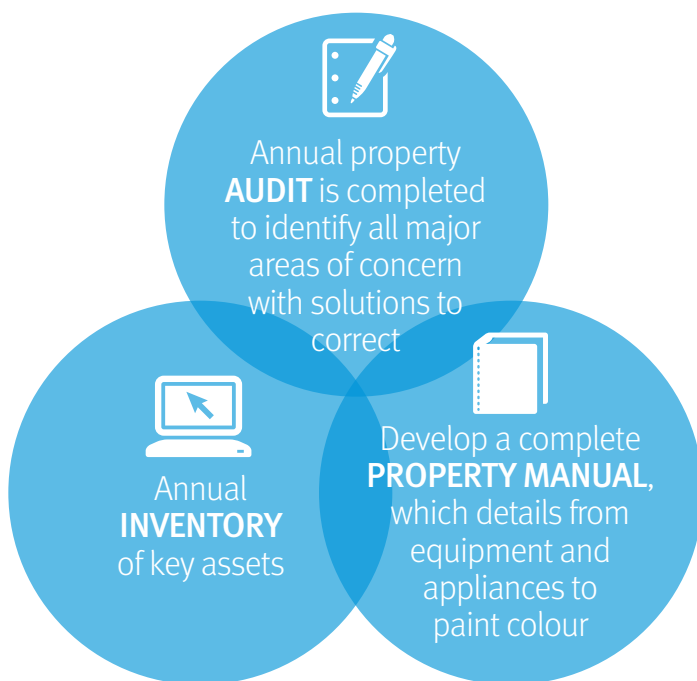 Annual property
AUDIT is completed
to identify all major
areas of concern
with solutions to
correct
Annual
INVENTORY
of key assets
Develop a complete
PROPERTY MANUAL,
which details from
equipment and
appliances to
paint colour